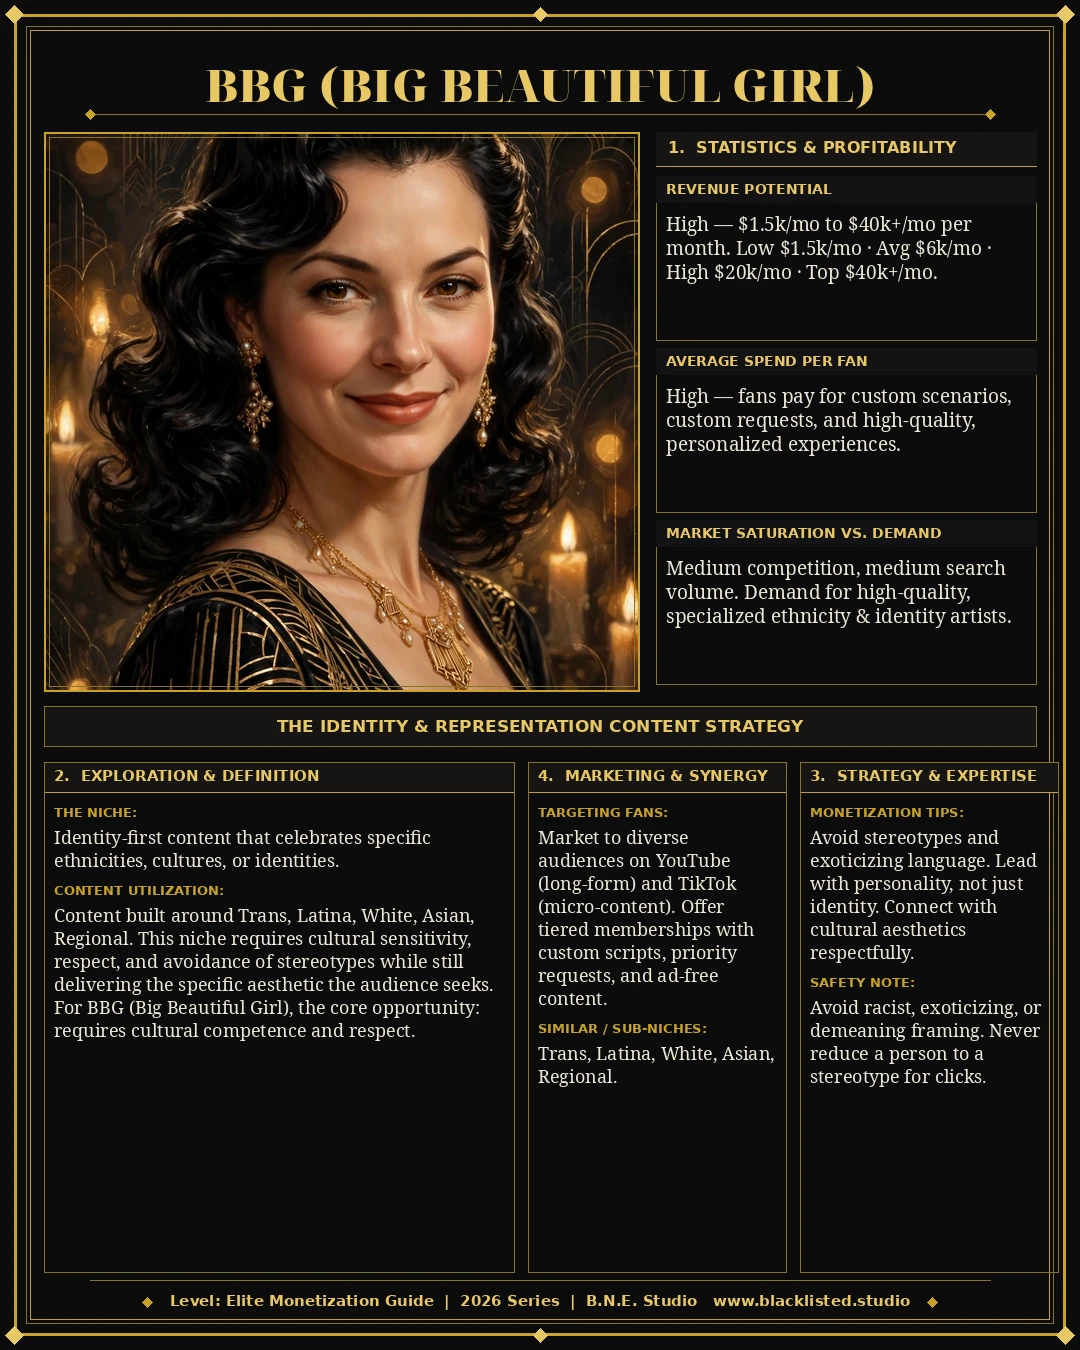 BBG (BIG BEAUTIFUL GIRL)
1. STATISTICS & PROFITABILITY
REVENUE POTENTIAL
High — $1.5k/mo to $40k+/mo per
month. Low $1.5k/mo · Avg $6k/mo ·
High $20k/mo · Top $40k+/mo.
AVERAGE SPEND PER FAN
High — fans pay for custom scenarios,
custom requests, and high-quality,
personalized experiences.
MARKET SATURATION VS. DEMAND
Medium competition, medium search
volume. Demand for high-quality,
specialized ethnicity & identity artists.
THE IDENTITY & REPRESENTATION CONTENT STRATEGY
2. EXPLORATION & DEFINITION
THE NICHE:
Identity-first content that celebrates specific
ethnicities, cultures, or identities.
CONTENT UTILIZATION:
Content built around Trans, Latina, White, Asian,
Regional. This niche requires cultural sensitivity,
respect, and avoidance of stereotypes while still
delivering the specific aesthetic the audience seeks.
For BBG (Big Beautiful Girl), the core opportunity:
requires cultural competence and respect.
4. MARKETING & SYNERGY
TARGETING FANS:
Market to diverse
audiences on YouTube
(long-form) and TikTok
(micro-content). Offer
tiered memberships with
custom scripts, priority
requests, and ad-free
content.
SIMILAR / SUB-NICHES:
Trans, Latina, White, Asian,
Regional.
3. STRATEGY & EXPERTISE
MONETIZATION TIPS:
Avoid stereotypes and
exoticizing language. Lead
with personality, not just
identity. Connect with
cultural aesthetics
respectfully.
SAFETY NOTE:
Avoid racist, exoticizing, or
demeaning framing. Never
reduce a person to a
stereotype for clicks.
Level: Elite Monetization Guide | 2026 Series | B.N.E. Studio www.blacklisted.studio